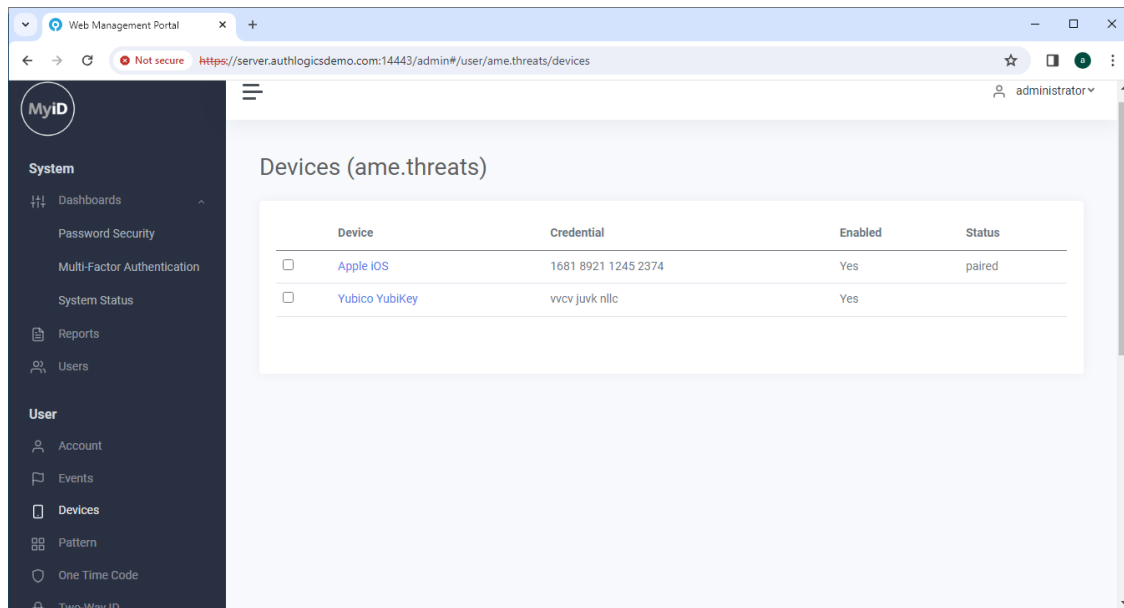 Web Management Portal
Not secure https://server.authlogicsdemo.com:14443/admin#/user/ame.threats/devices a
MyiD
administrator
System
Dashboards
Password Security
Multi-Factor Authentication
System Status
Reports
Users
User
Account
Events
Devices
Pattern
One Time Code
Two Way ID
Devices (ame.threats)
Device Credential Enabled Status
Apple iOS 1681 8921 1245 2374 Yes paired
Yubico YubiKey vvcv juvk nllc Yes